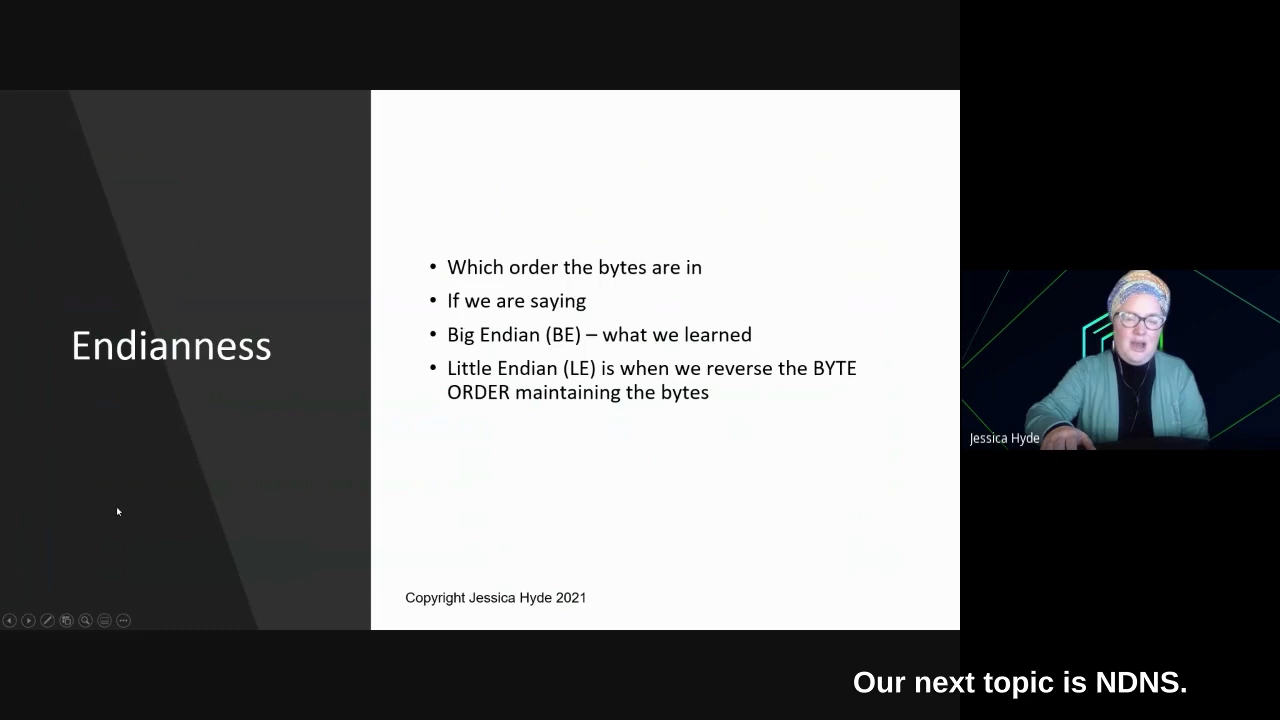 Endianness
• Which order the bytes are in
• If we are saying
• Big Endian (BE) – what we learned
• Little Endian (LE) is when we reverse the BYTE
ORDER maintaining the bytes
Copyright Jessica Hyde 2021
Jessica Hyde
Our next topic is NDNS.